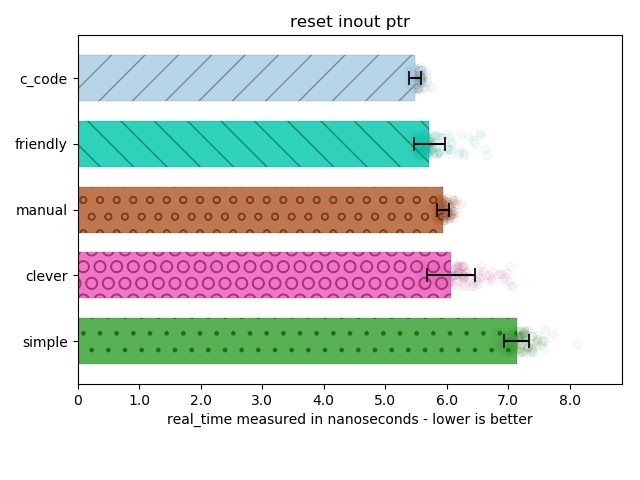 reset inout ptr
c_code
friendly
manual
clever
simple
0 1.0 2.0 3.0 4.0 5.0 6.0 7.0 8.0
real_time measured in nanoseconds - lower is better